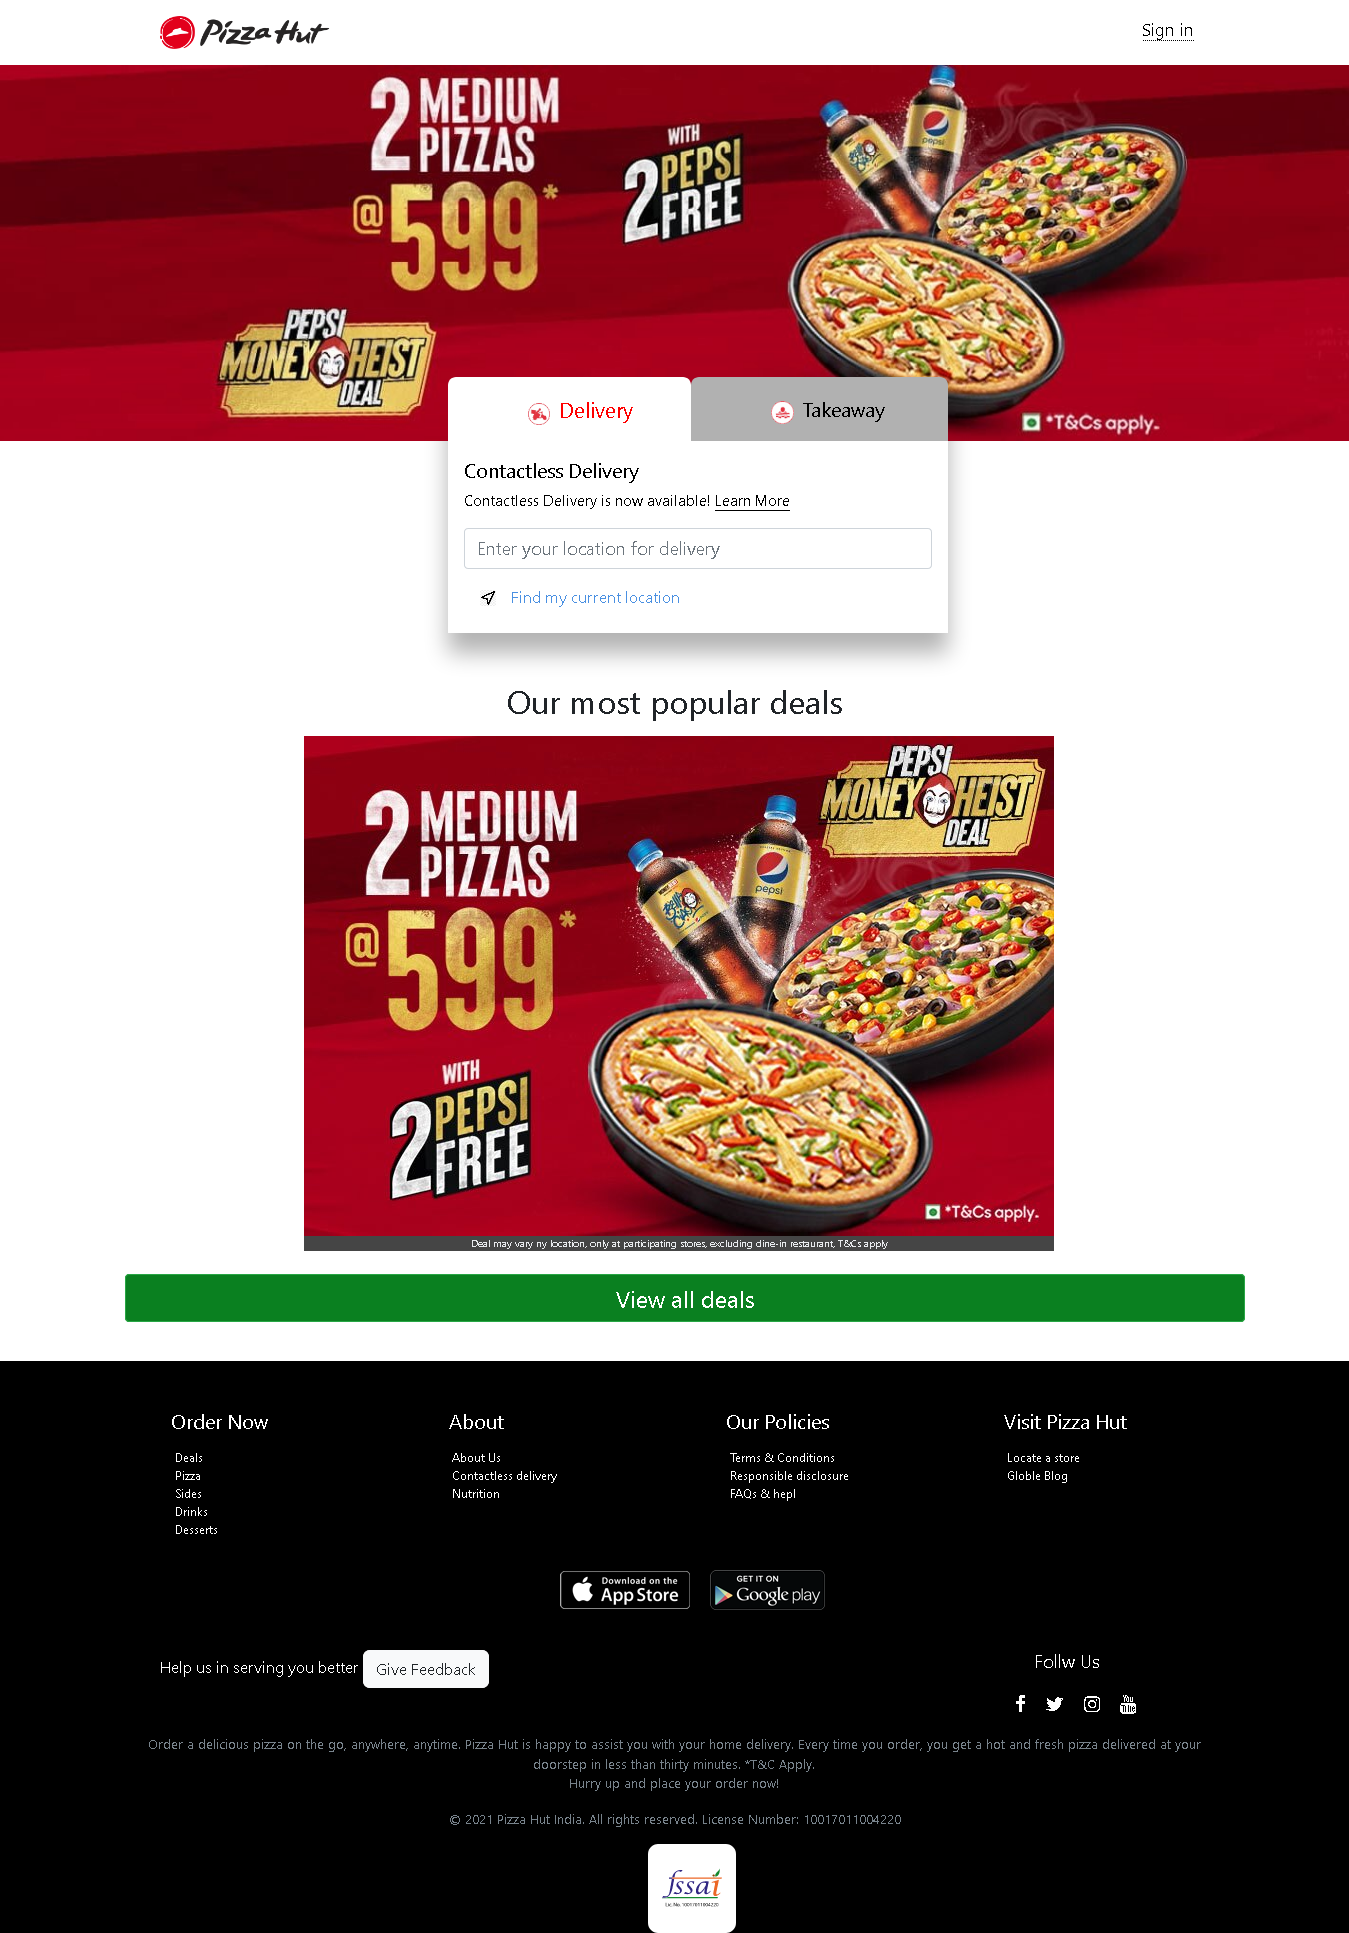 Pizza Hut
Sign in
2 MEDIUM
PIZZAS
@599*
WITH
2 PEPSI
FREE
pepsi
PEPSI
MONEY HEIST
DEAL
*T&Cs apply.
Delivery
Takeaway
Contactless Delivery
Contactless Delivery is now available! Learn More
Enter your location for delivery
Find my current location
Our most popular deals
PEPSI
MONEY HEIST
DEAL
2 MEDIUM
PIZZAS
@599*
pepsi
WITH
2 PEPSI
FREE
*T&Cs apply.
Deal may vary ny location, only at participating stores, excluding dine-in restaurant, T&Cs apply
View all deals
Order Now
Deals
Pizza
Sides
Drinks
Desserts
About
About Us
Contactless delivery
Nutrition
Our Policies
Terms & Conditions
Responsible disclosure
FAQs & hepl
Visit Pizza Hut
Locate a store
Globle Blog
Download on the
App Store
GET IT ON
Google play
Help us in serving you better Give Feedback
Follw Us
You
Tube
Order a delicious pizza on the go, anywhere, anytime. Pizza Hut is happy to assist you with your home delivery. Every time you order, you get a hot and fresh pizza delivered at your
doorstep in less than thirty minutes. *T&C Apply.
Hurry up and place your order now!
© 2021 Pizza Hut India. All rights reserved. License Number: 10017011004220
fssai
Lic. No. 10017011004220